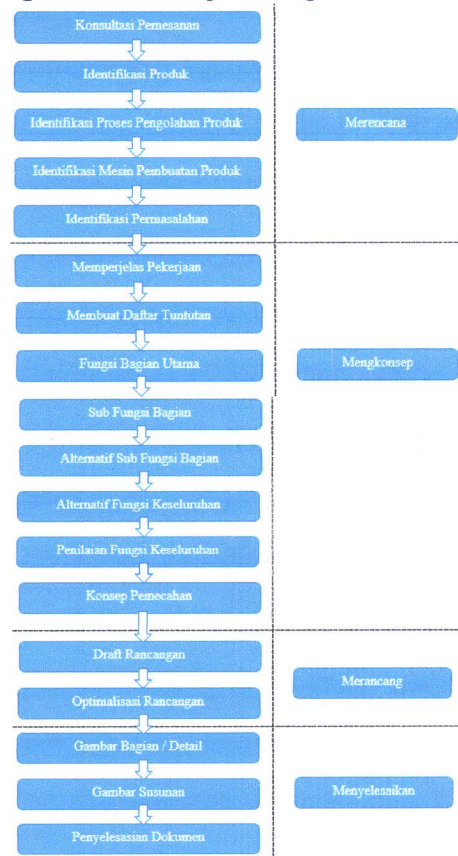 Konsultasi Pemesanan
Identifikasi Produk
Identifikasi Proses Pengolahan Produk
Merencana
Identifikasi Mesin Pembuatan Produk
Identifikasi Permasalahan
Memperjelas Pekerjaan
Membuat Daftar Tuntutan
Fungsi Bagian Utama
Mengkonsep
Sub Fungsi Bagian
Alternatif Sub Fungsi Bagian
Alternatif Fungsi Keseluruhan
Penilaian Fungsi Keseluruhan
Konsep Pemecahan
Draft Rancangan
Merancang
Optimalisasi Rancangan
Gambar Bagian / Detail
Gambar Susunan
Menyelesaikan
Penyelesasian Dokumen